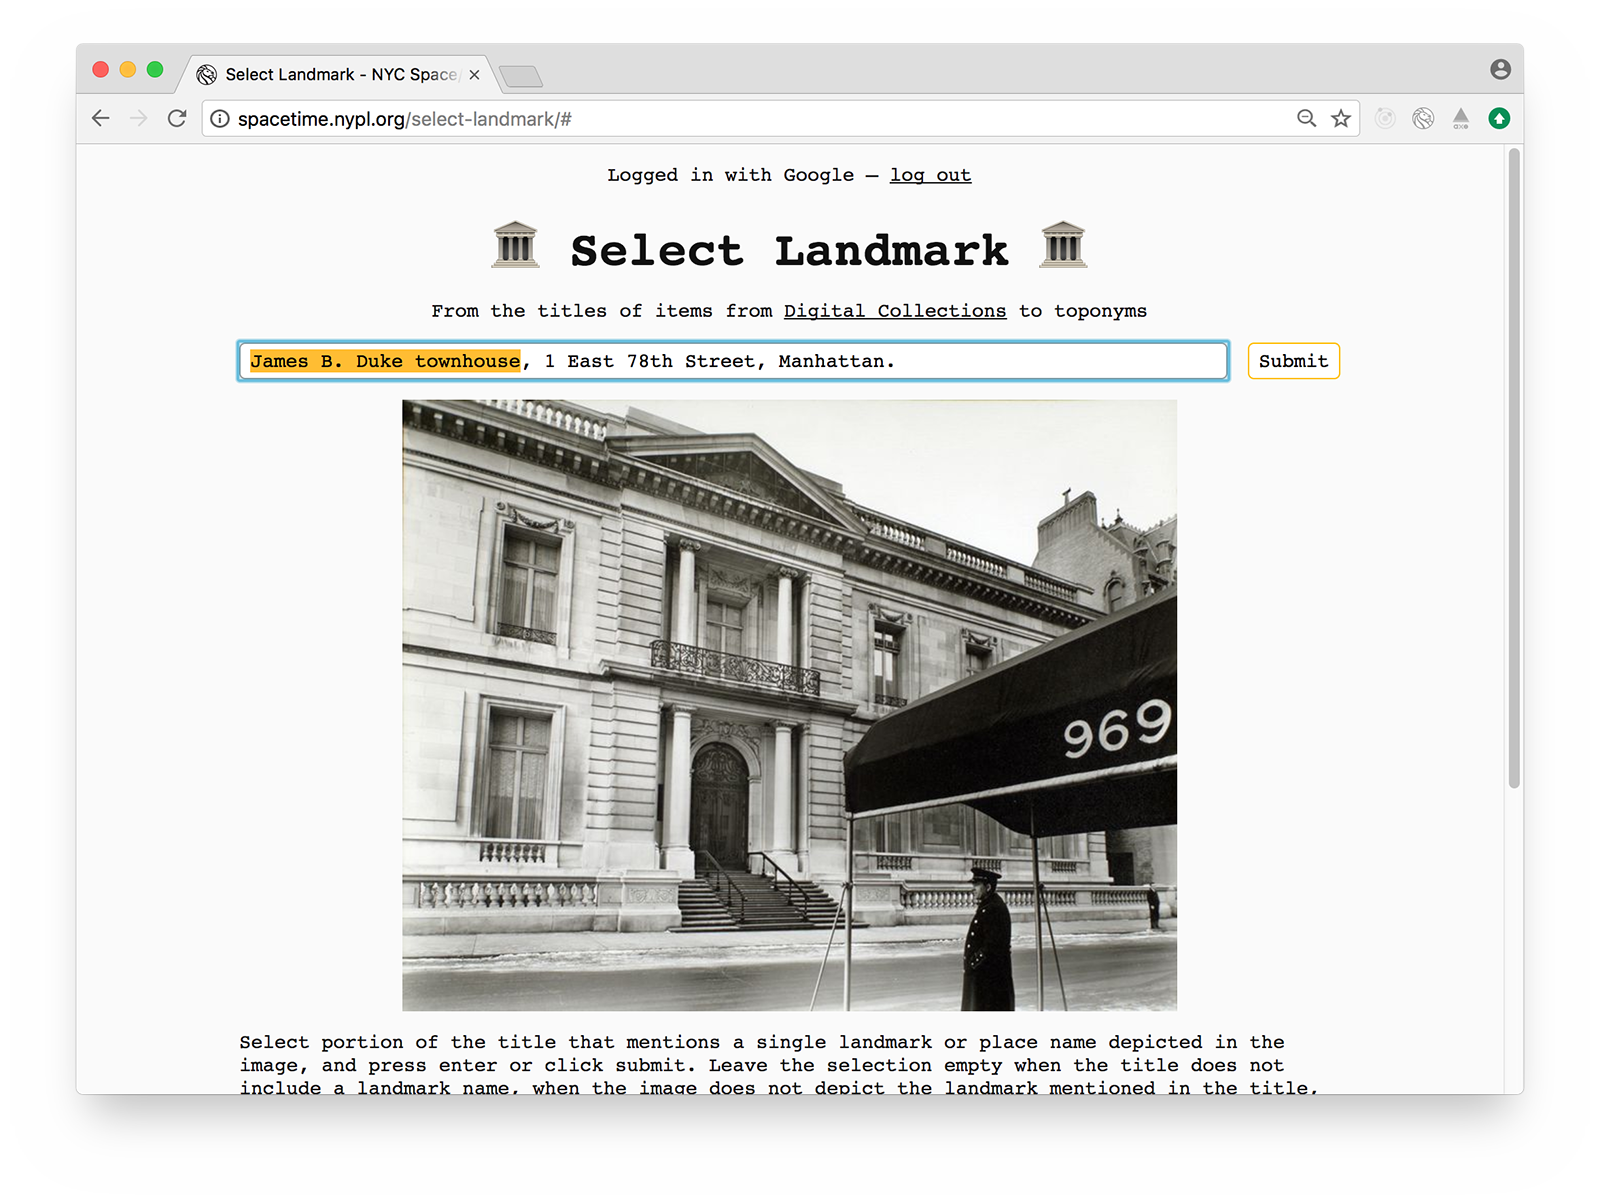 Select Landmark - NYC Space/
spacetime.nypl.org/select-landmark/#
Logged in with Google — log out
Select Landmark
From the titles of items from Digital Collections to toponyms
James B. Duke townhouse, 1 East 78th Street, Manhattan.
Submit
969
Select portion of the title that mentions a single landmark or place name depicted in the
image, and press enter or click submit. Leave the selection empty when the title does not
include a landmark name, when the image does not depict the landmark mentioned in the title,